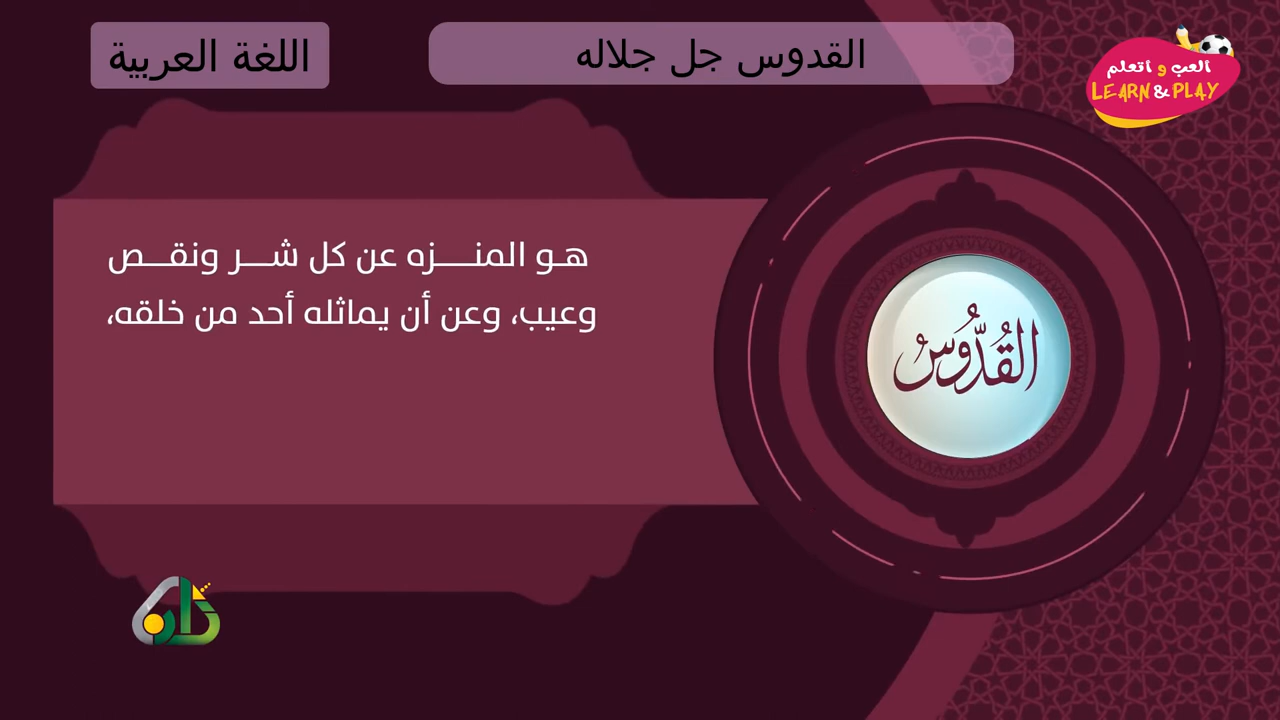 القدوس جل جلاله
اللغة العربية
العب و اتعلم
LEARN & PLAY
هو المنزه عن كل شر ونقص
وعيب، وعن أن يماثله أحد من خلقه،
القُدُّوسُ